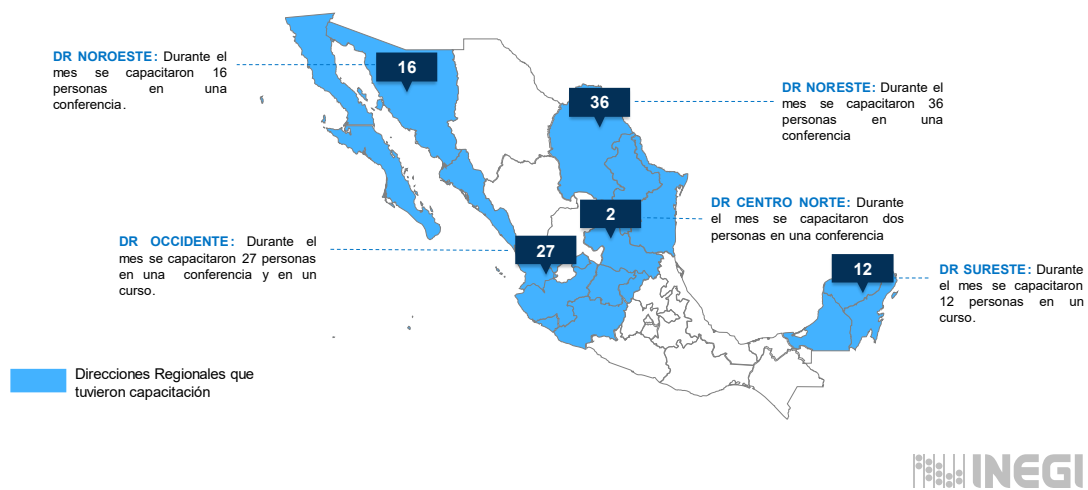 DR NOROESTE: Durante el
mes se capacitaron 16
personas en una
conferencia.
16
36
DR NORESTE: Durante el
mes se capacitaron 36
personas en una
conferencia
2
DR CENTRO NORTE: Durante
el mes se capacitaron dos
personas en una conferencia
DR OCCIDENTE: Durante el
mes se capacitaron 27 personas
en una conferencia y en un
curso.
27
12
DR SURESTE: Durante
el mes se capacitaron
12 personas en un
curso.
Direcciones Regionales que
tuvieron capacitación
INEGI